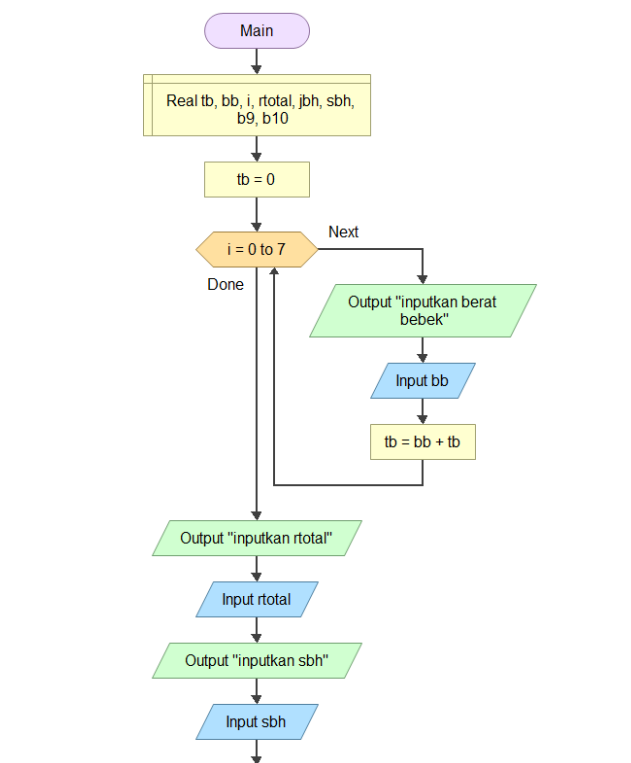 Main
Real tb, bb, i, rtotal, jbh, sbh,
b9, b10
tb = 0
i = 0 to 7
Next
Done
Output "inputkan berat
bebek"
Input bb
tb = bb + tb
Output "inputkan rtotal"
Input rtotal
Output "inputkan sbh"
Input sbh